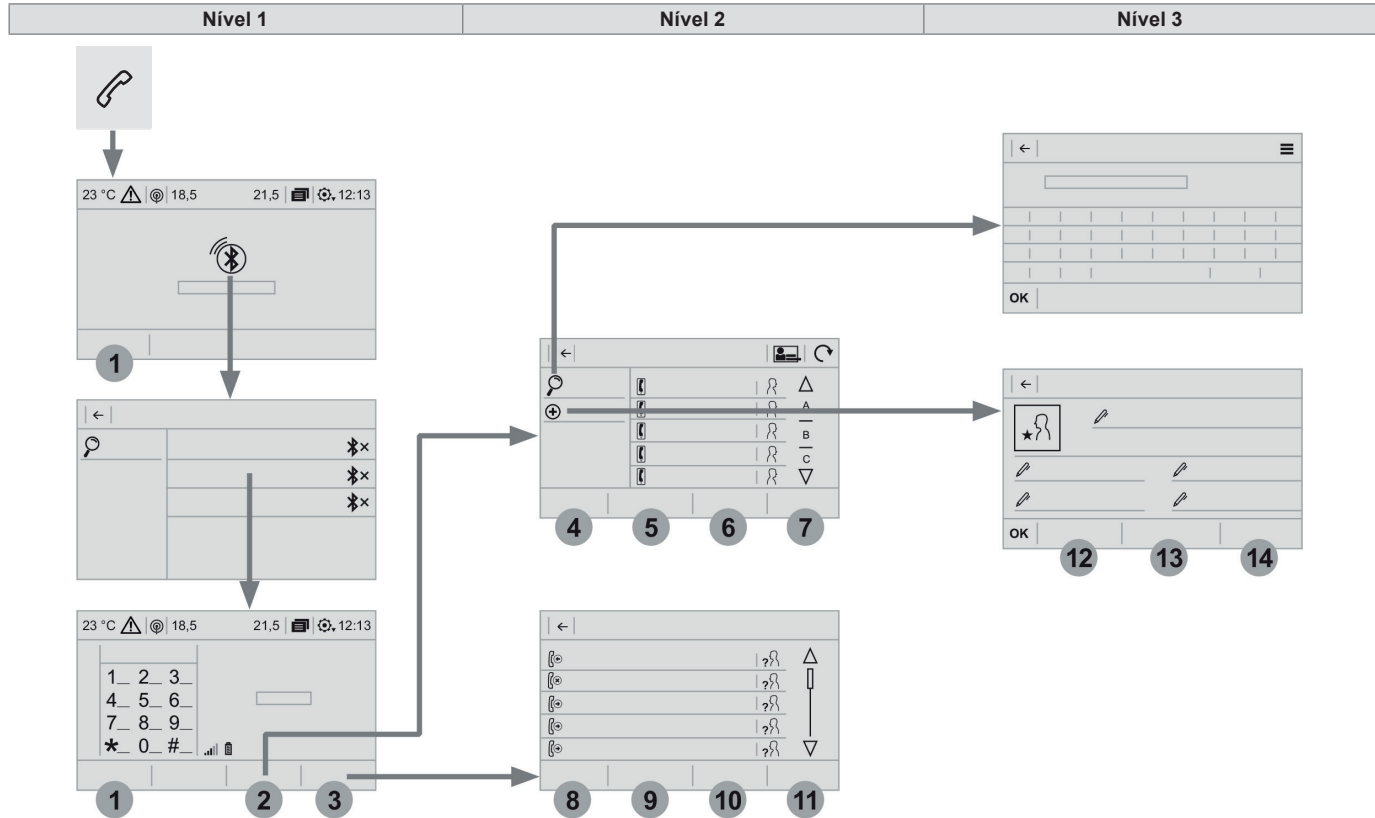 Nível 1 Nível 2 Nível 3
23 °C 18,5 21,5 12:13
1
OK
A
B
C
4 5 6 7
OK
12 13 14
23 °C 18,5 21,5 12:13
1_ 2_ 3_
4_ 5_ 6_
7_ 8_ 9_
*_ 0_ #_
?
?
?
?
?
1 2 3
8 9 10 11